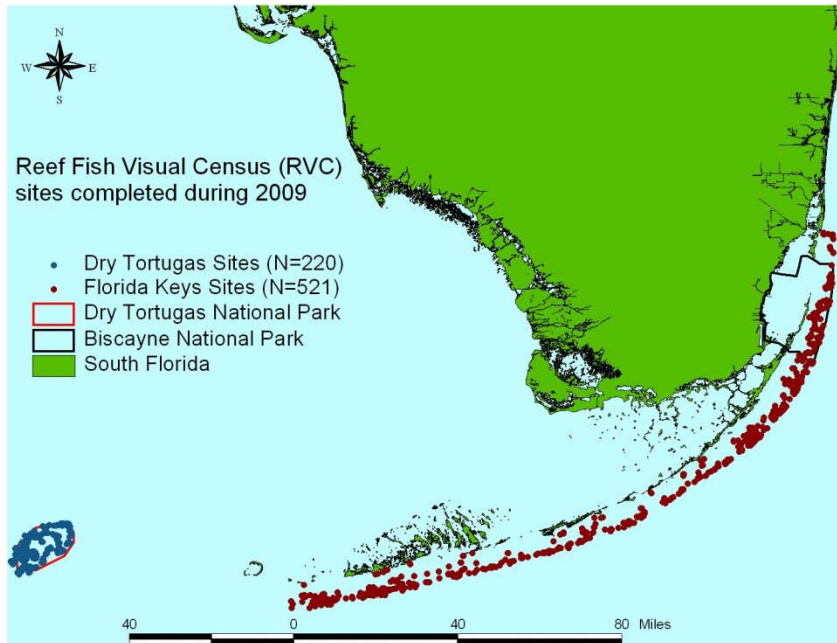 N
W E
S
Reef Fish Visual Census (RVC)
sites completed during 2009
Dry Tortugas Sites (N=220)
Florida Keys Sites (N=521)
Dry Tortugas National Park
Biscayne National Park
South Florida
40 0 40 80 Miles